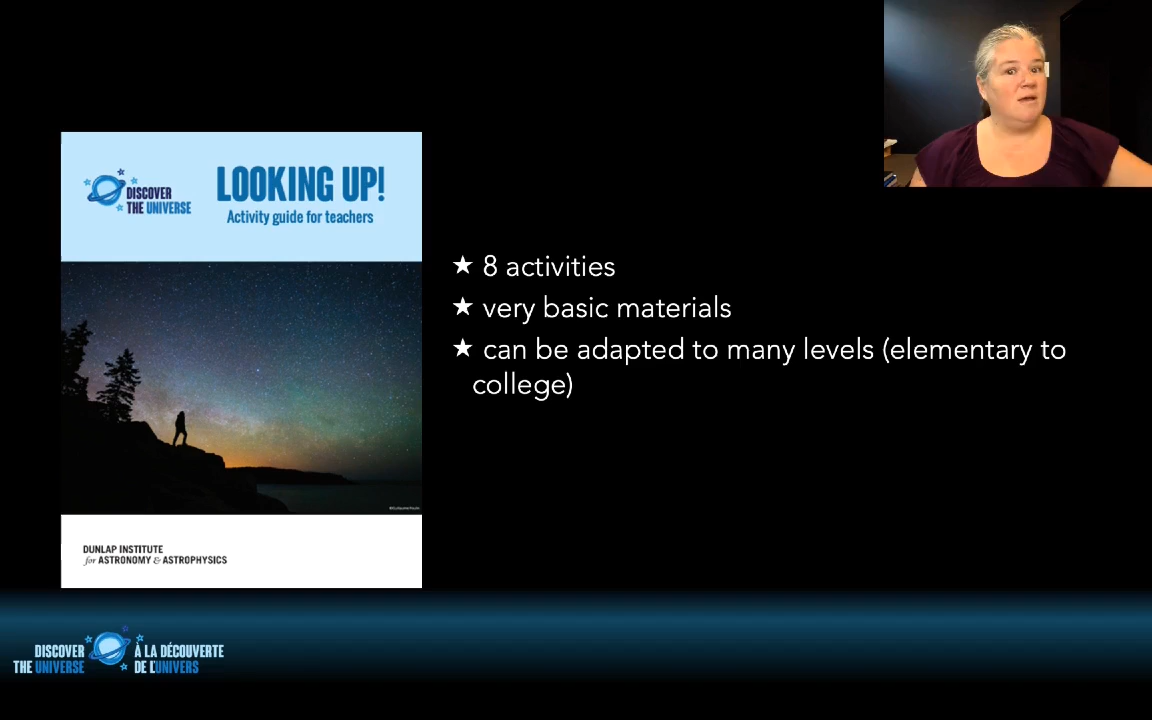 DISCOVER
THE UNIVERSE
LOOKING UP!
Activity guide for teachers
★ 8 activities
★ very basic materials
★ can be adapted to many levels (elementary to
college)
DUNLAP INSTITUTE
for ASTRONOMY & ASTROPHYSICS
DISCOVER
THE UNIVERSE
À LA DÉCOUVERTE
DE L'UNIVERS